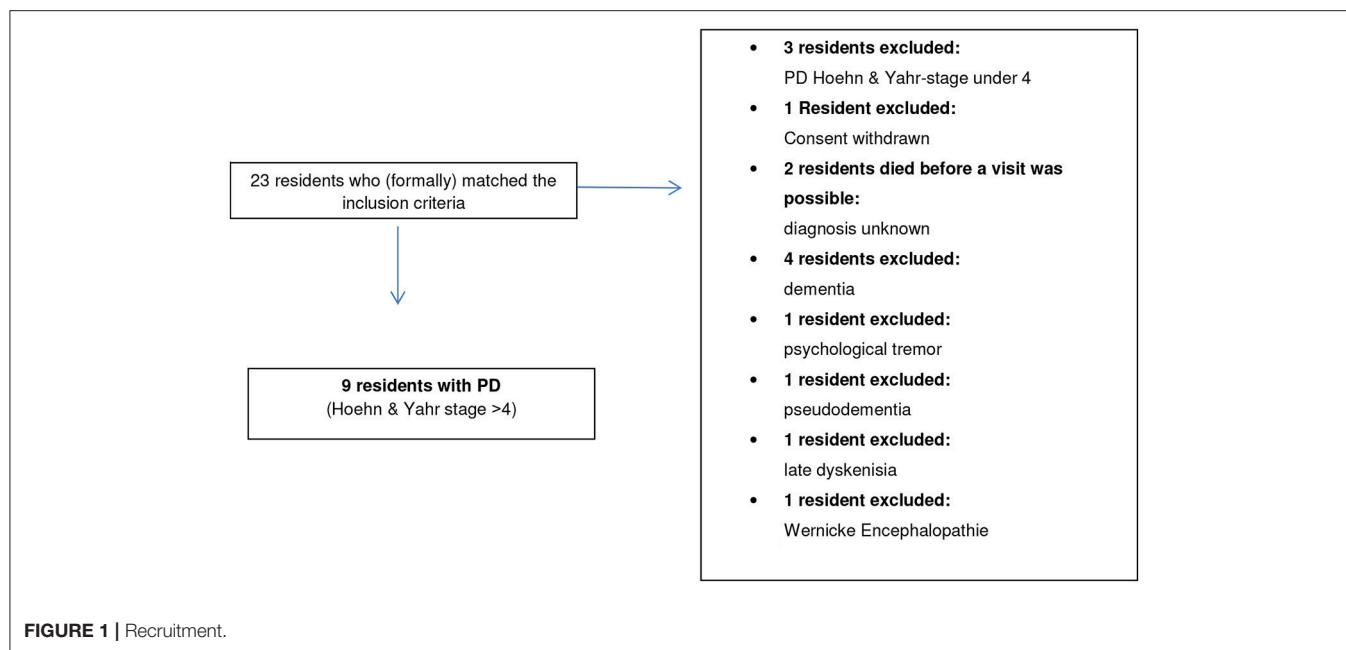 23 residents who (formally) matched the
inclusion criteria
9 residents with PD
(Hoehn & Yahr stage >4)
• 3 residents excluded:
PD Hoehn & Yahr-stage under 4
• 1 Resident excluded:
Consent withdrawn
• 2 residents died before a visit was
possible:
diagnosis unknown
• 4 residents excluded:
dementia
• 1 resident excluded:
psychological tremor
• 1 resident excluded:
pseudodementia
• 1 resident excluded:
late dyskenisia
• 1 resident excluded:
Wernicke Encephalopathie
FIGURE 1 | Recruitment.